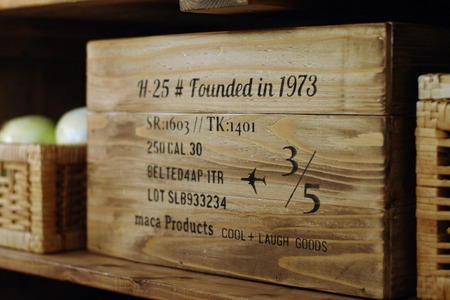 H-25 # Founded in 1973
SR:1603 // TK:1401
250 CAL.30
BELTED4AP-1TR
LOT SLB933234
3/5
maca Products COOL + LAUGH GOODS